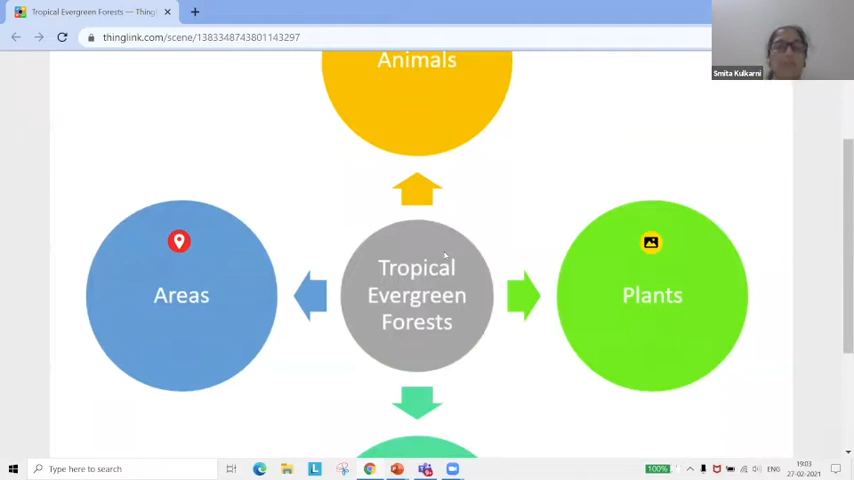 Tropical Evergreen Forests — Thingl
thinglink.com/scene/1383348743801143297
Smita Kulkarni
Animals
Areas
Tropical
Evergreen
Forests
Plants
Type here to search
L
100%
ENG
19:03
27-02-2021